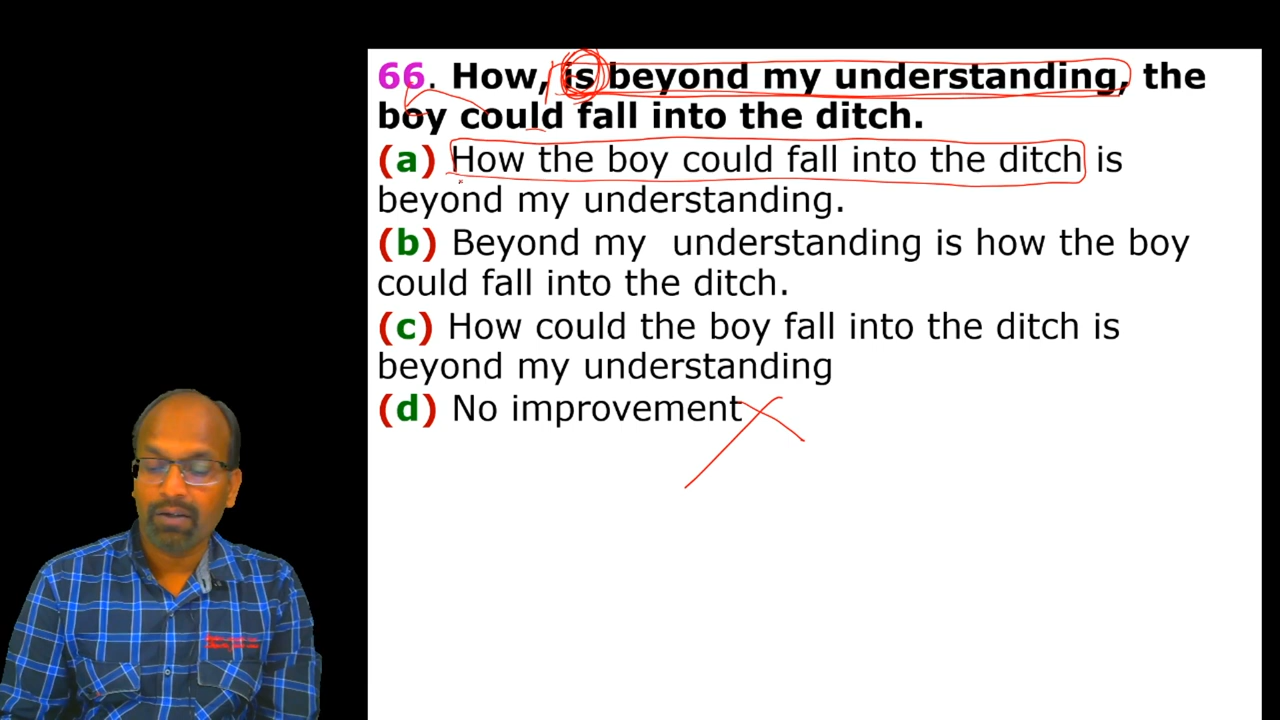 66. How, is beyond my understanding, the
boy could fall into the ditch.
(a) How the boy could fall into the ditch is
beyond my understanding.
(b) Beyond my understanding is how the boy
could fall into the ditch.
(c) How could the boy fall into the ditch is
beyond my understanding
(d) No improvement